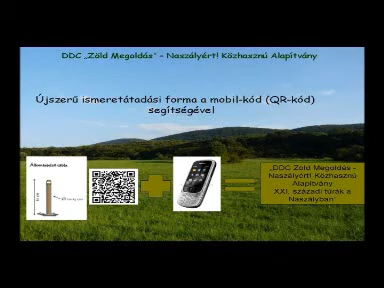 DDC „Zöld Megoldás” – Naszályért! Közhasznú Alapítvány
Újszerű ismeretátadási forma a mobil-kód (QR-kód)
segítségével
„DDC Zöld Megoldás –
Naszályért! Közhasznú
Alapítvány
XXI. századi túrák a
Naszályban”